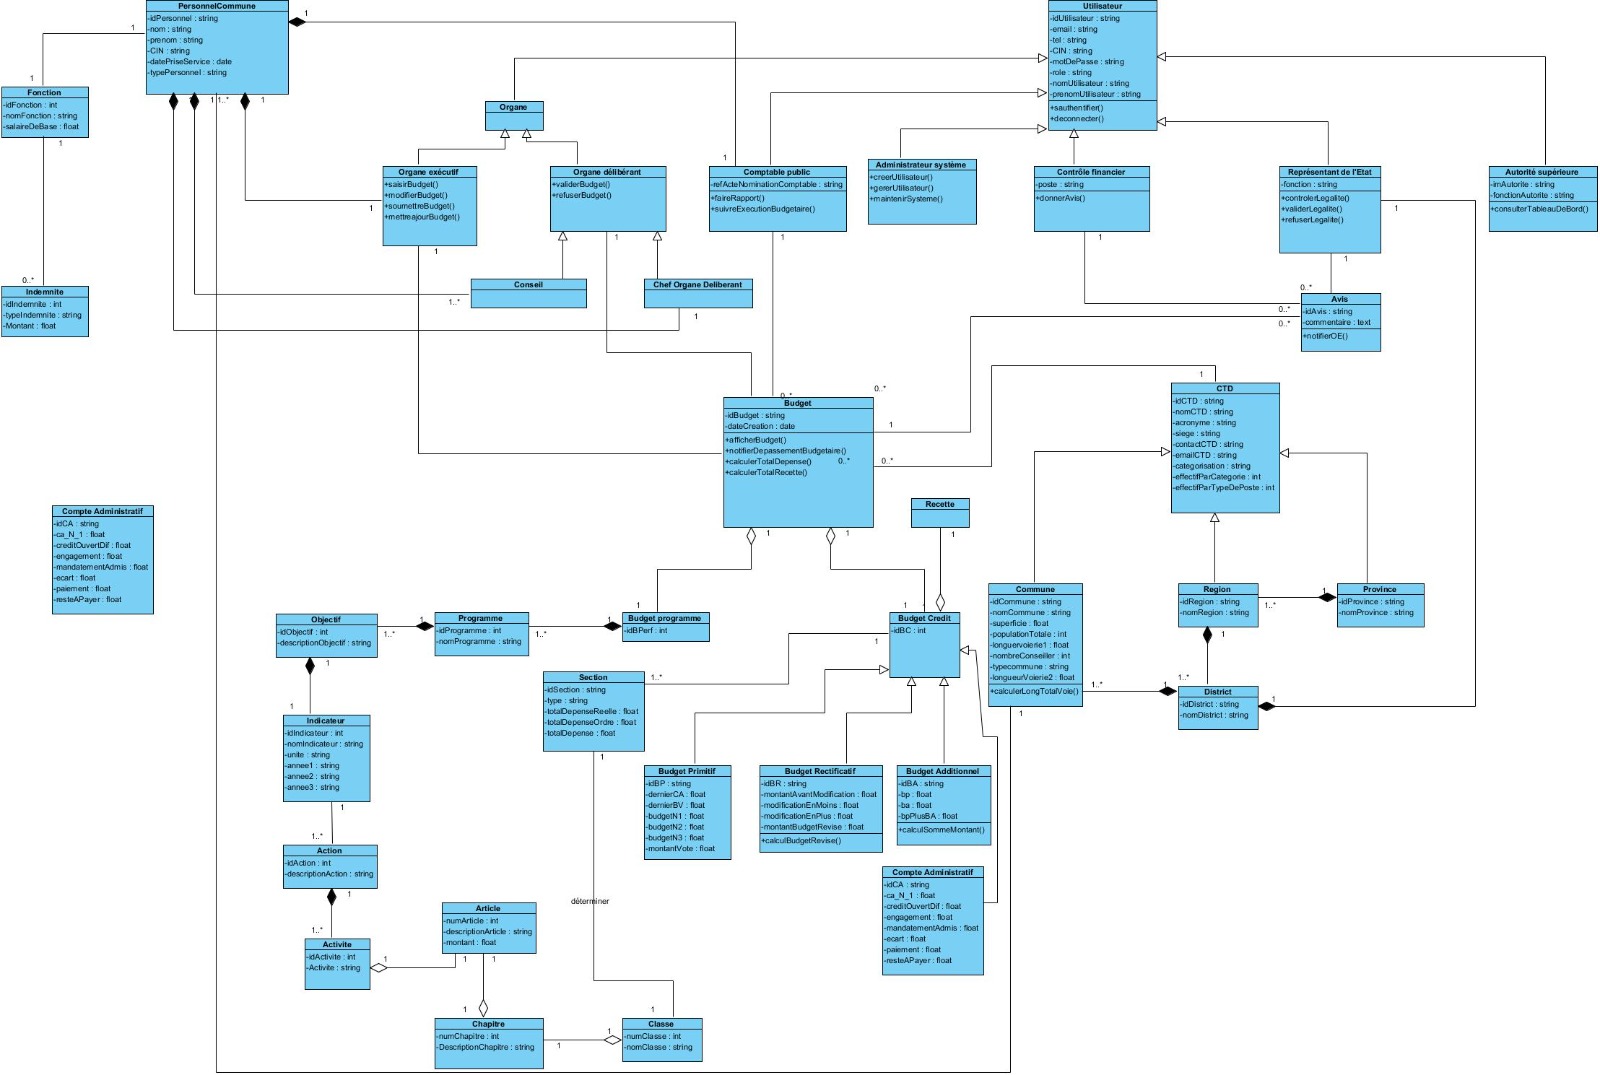 PersonnelCommune
-idPersonnel : string
-nom : string
-prenom : string
-CIN : string
-datePriseService : date
-typePersonnel : string
1
1
1
1..*
1
1
Fonction
-idFonction : int
-nomFonction : string
-salaireDeBase : float
1
0..*
Indemnite
-idIndemnite : int
-typeIndemnite : string
-Montant : float
Utilisateur
-idUtilisateur : string
-email : string
-tel : string
-CIN : string
-motDePasse : string
-role : string
-nomUtilisateur : string
-prenomUtilisateur : string
+sauthentifier()
+deconnecter()
Organe
Organe exécutif
+saisirBudget()
+modifierBudget()
+soumettreBudget()
+mettreajourBudget()
1
1
Organe délibérant
+validerBudget()
+refuserBudget()
1
1
Comptable public
-refActeNominationComptable : string
+faireRapport()
+suivreExecutionBudgetaire()
1
Administrateur système
+creerUtilisateur()
+gererUtilisateur()
+maintenirSysteme()
Contrôle financier
-poste : string
+donnerAvis()
1
Représentant de l'Etat
-fonction : string
+controlerLegalite()
+validerLegalite()
+refuserLegalite()
1
1
Autorité supérieure
-imAutorite : string
-fonctionAutorite : string
+consulterTableauDeBord()
Conseil
1..*
Chef Organe Deliberant
1
0..*
0..*
0..*
Avis
-idAvis : string
-commentaire : text
+notifierOE()
0..*
0..*
Budget
-idBudget : string
-dateCreation : date
+afficherBudget()
+notifierDepassementBudgetaire()
+calculerTotalDepense()
+calculerTotalRecette()
0..*
1
0..*
1
1
1
CTD
-idCTD : string
-nomCTD : string
-acronyme : string
-siege : string
-contactCTD : string
-emailCTD : string
-categorisation : string
-effectifParCategorie : int
-effectifParTypeDePoste : int
Compte Administratif
-idCA : string
-ca_N_1 : float
-creditOuvertDif : float
-engagement : float
-mandatementAdmis : float
-ecart : float
-paiement : float
-resteAPayer : float
Recette
1
Commune
-idCommune : string
-nomCommune : string
-superficie : float
-populationTotale : int
-longuervoierie1 : float
-nombreConseiller : int
-typecommune : string
-longueurVoierie2 : float
+calculerLongTotalVoie()
1..*
1
1
Region
-idRegion : string
-nomRegion : string
1..*
1
1
Province
-idProvince : string
-nomProvince : string
1..*
District
-idDistrict : string
-nomDistrict : string
1
Objectif
-idObjectif : int
-descriptionObjectif : string
1..*
1
1
Programme
-idProgramme : int
-nomProgramme : string
1..*
1
1
Budget programme
-idBPerf : int
1
1
Budget Credit
-idBC : int
1
1..*
Section
-idSection : string
-type : string
-totalDepenseReelle : float
-totalDepenseOrdre : float
-totalDepense : float
1
1
Indicateur
-idIndicateur : int
-nomIndicateur : string
-unite : string
-annee1 : string
-annee2 : string
-annee3 : string
1
1..*
Budget Primitif
-idBP : string
-dernierCA : float
-dernierBV : float
-budgetN1 : float
-budgetN2 : float
-budgetN3 : float
-montantVote : float
Budget Rectificatif
-idBR : string
-montantAvantModification : float
-modificationEnMoins : float
-modificationEnPlus : float
-montantBudgetRevise : float
+calculBudgetRevise()
Budget Additionnel
-idBA : string
-bp : float
-ba : float
-bpPlusBA : float
+calculSommeMontant()
Action
-idAction : int
-descriptionAction : string
1
1..*
Compte Administratif
-idCA : string
-ca_N_1 : float
-creditOuvertDif : float
-engagement : float
-mandatementAdmis : float
-ecart : float
-paiement : float
-resteAPayer : float
déterminer
Article
-numArticle : int
-descriptionArticle : string
-montant : float
1
1
Activite
-idActivite : int
-Activite : string
1
1
Chapitre
-numChapitre : int
-DescriptionChapitre : string
1
1
1
Classe
-numClasse : int
-nomClasse : string